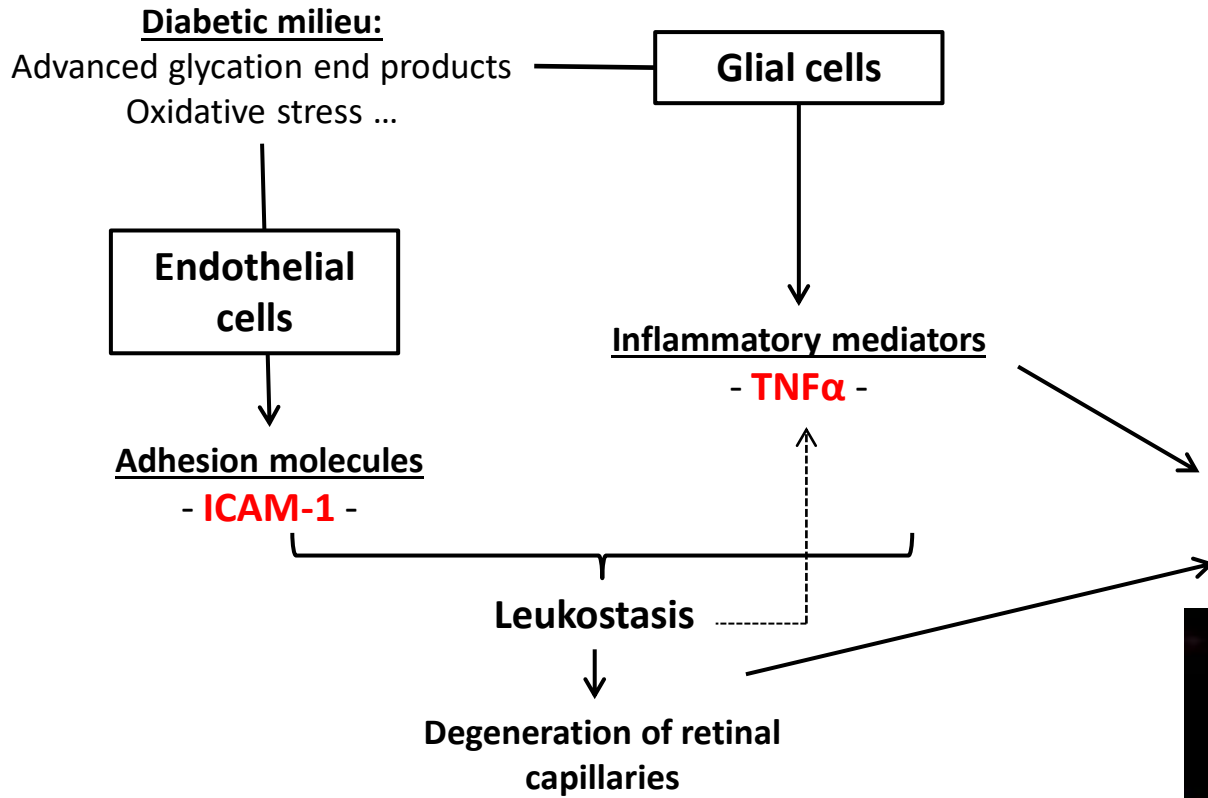 Diabetic milieu:
Advanced glycation end products
Oxidative stress ...
Glial cells
Endothelial
cells
Inflammatory mediators
- TNFα -
Adhesion molecules
- ICAM-1 -
Leukostasis
Degeneration of retinal
capillaries